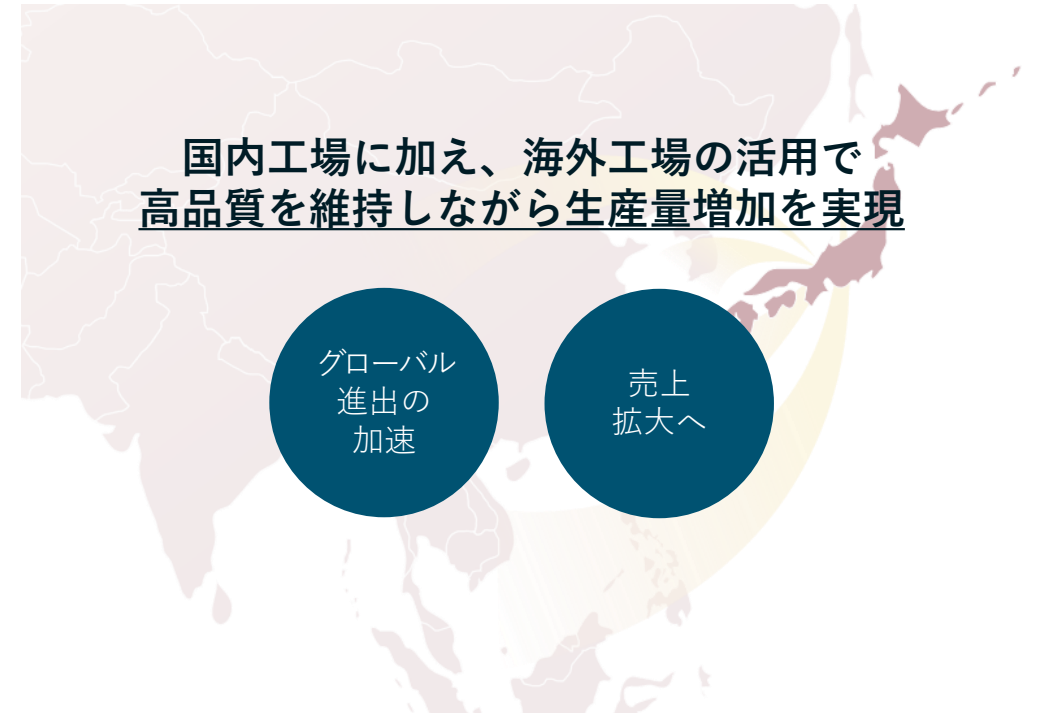 国内工場に加え、海外工場の活用で
高品質を維持しながら生産量増加を実現
グローバル
進出の
加速
売上
拡大へ